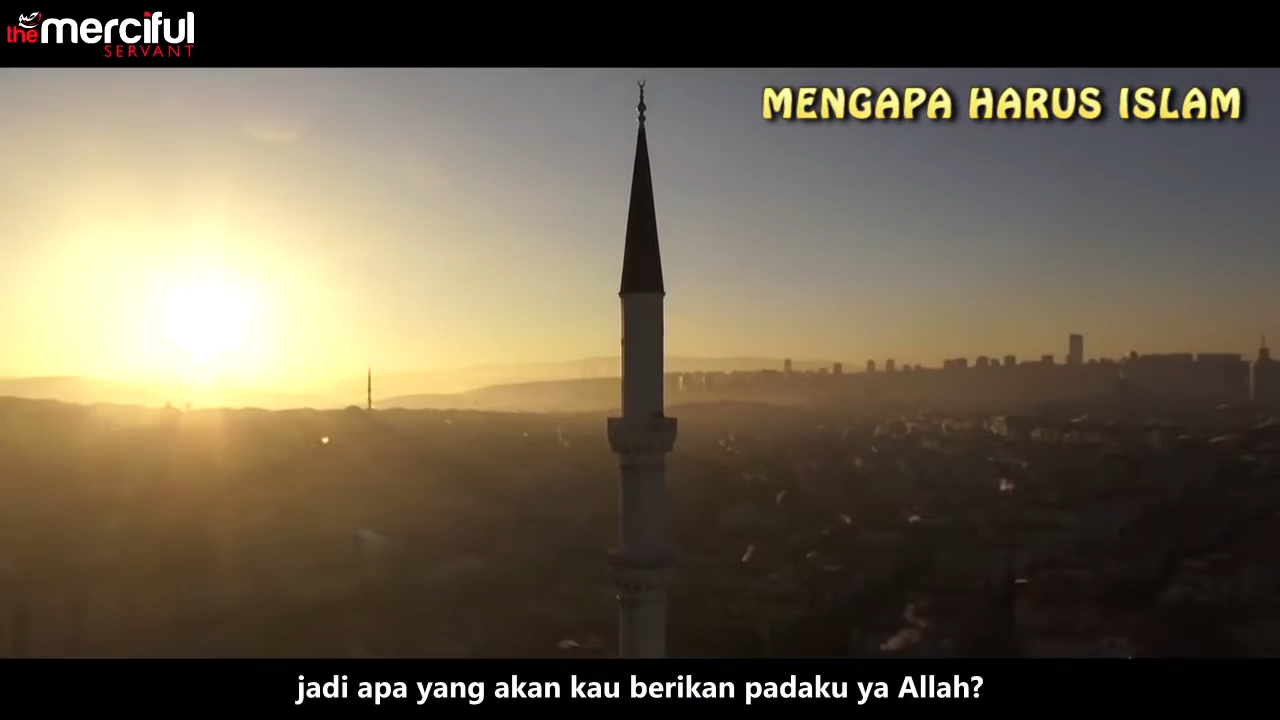 the merciful
SERVANT
MENGAPA HARUS ISLAM
jadi apa yang akan kau berikan padaku ya Allah?